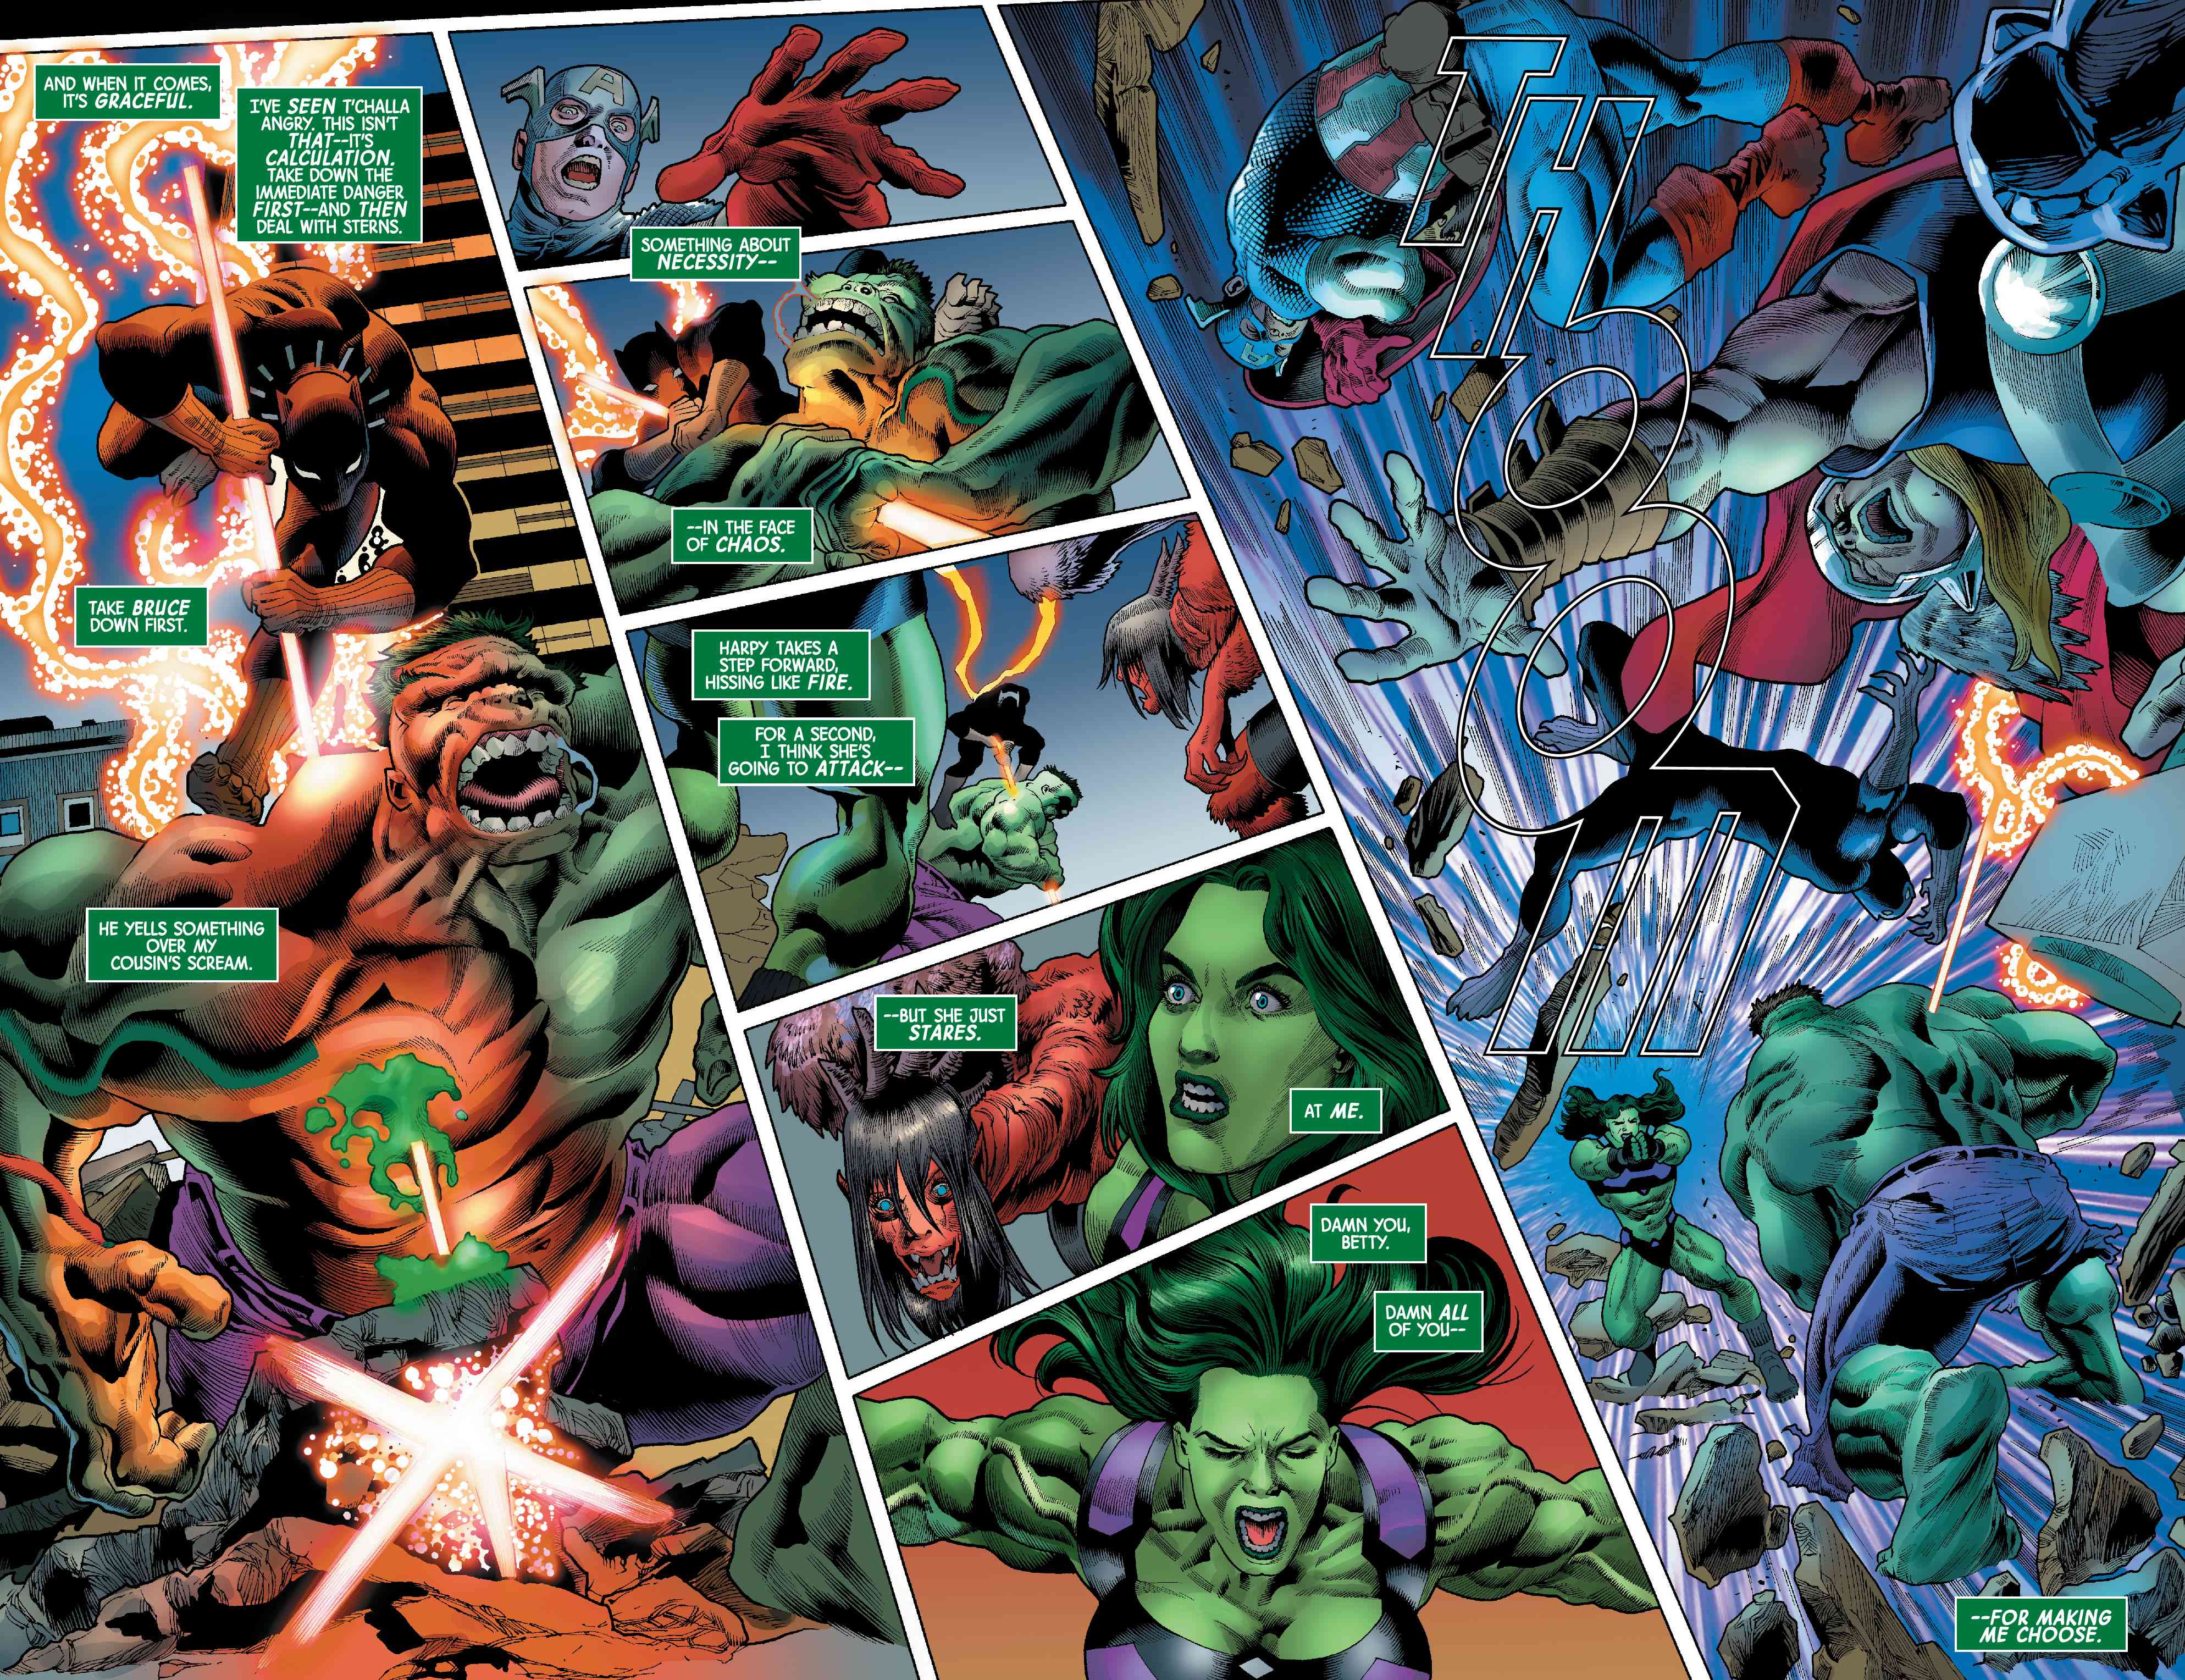 AND WHEN IT COMES,
IT'S GRACEFUL.
I'VE SEEN T'CHALLA
ANGRY. THIS ISN'T
THAT--IT'S
CALCULATION.
TAKE DOWN THE
IMMEDIATE DANGER
FIRST--AND THEN
DEAL WITH STERNS.
TAKE BRUCE
DOWN FIRST.
HE YELLS SOMETHING
OVER MY
COUSIN'S SCREAM.
A
SOMETHING ABOUT
NECESSITY--
--IN THE FACE
OF CHAOS.
HARPY TAKES A
STEP FORWARD,
HISSING LIKE FIRE.
FOR A SECOND,
I THINK SHE'S
GOING TO ATTACK--
--BUT SHE JUST
STARES.
AT ME.
DAMN YOU,
BETTY.
DAMN ALL
OF YOU--
THOOM
A
--FOR MAKING
ME CHOOSE.